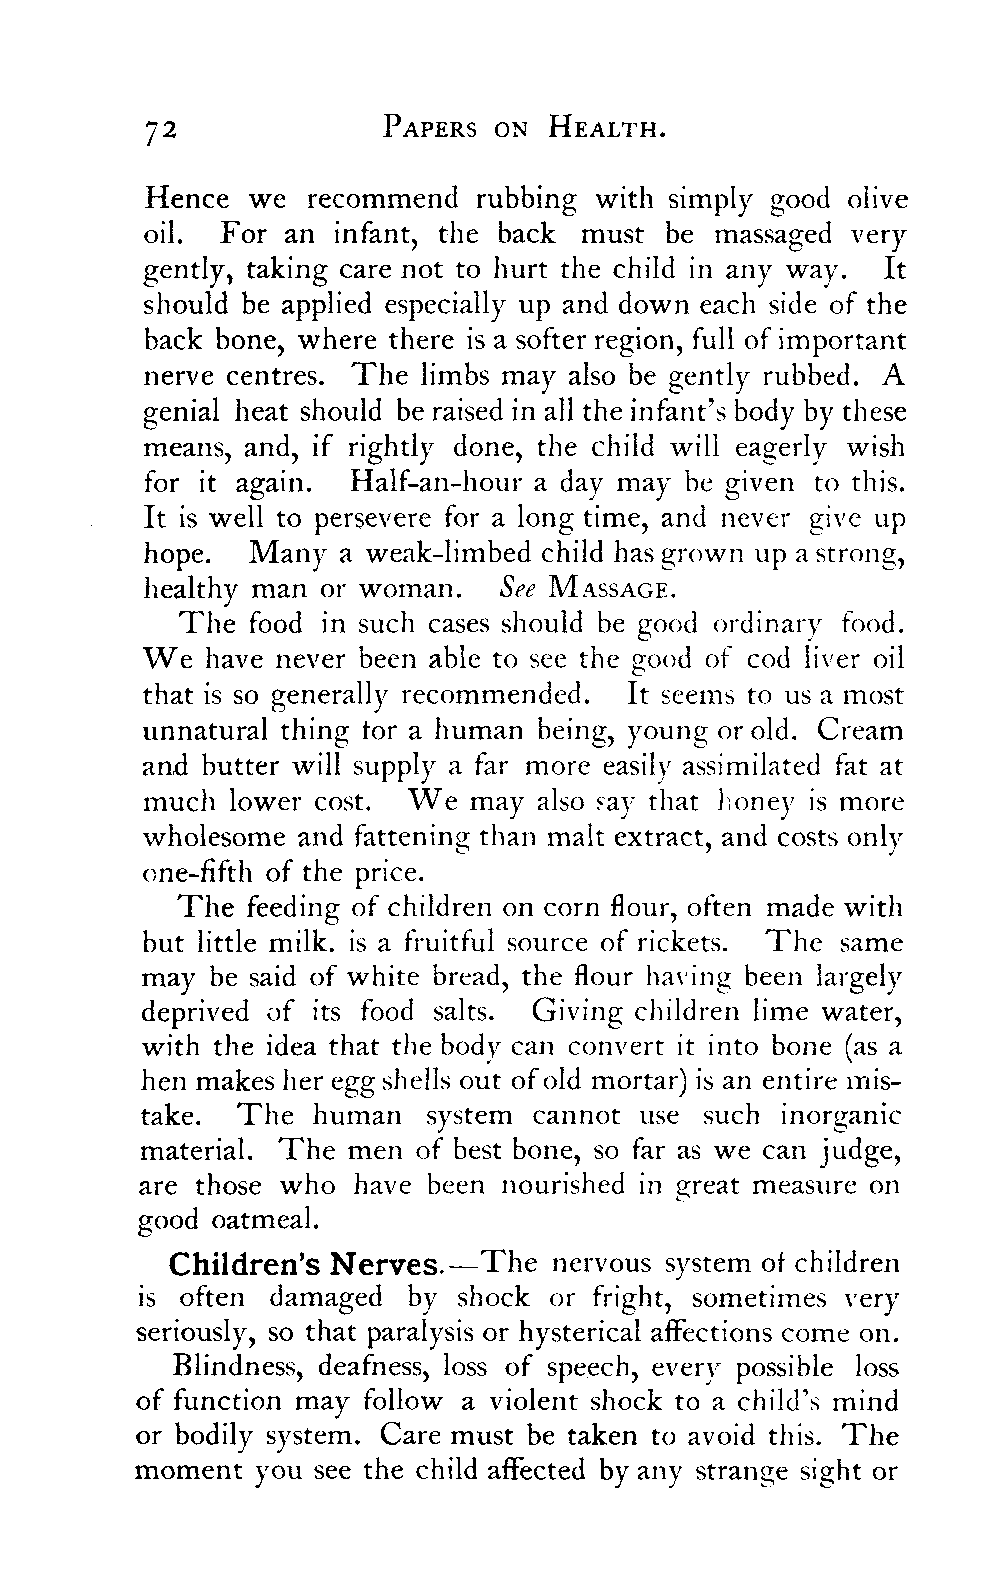 72 PAPERS ON HEALTH.
Hence we recommend rubbing with simply good olive
oil. For an infant, the back must be massaged very
gently, taking care not to hurt the child in any way. It
should be applied especially up and down each side of the
back bone, where there is a softer region, full of important
nerve centres. The limbs may also be gently rubbed. A
genial heat should be raised in all the infant's body by these
means, and, if rightly done, the child will eagerly wish
for it again. Half-an-hour a day may be given to this.
It is well to persevere for a long time, and never give up
hope. Many a weak-limbed child has grown up a strong,
healthy man or woman. See MASSAGE.
The food in such cases should be good ordinary food.
We have never been able to see the good of cod liver oil
that is so generally recommended. It seems to us a most
unnatural thing for a human being, young or old. Cream
and butter will supply a far more easily assimilated fat at
much lower cost. We may also say that honey is more
wholesome and fattening than malt extract, and costs only
one-fifth of the price.
The feeding of children on corn flour, often made with
but little milk. is a fruitful source of rickets. The same
may be said of white bread, the flour having been largely
deprived of its food salts. Giving children lime water,
with the idea that the body can convert it into bone (as a
hen makes her egg shells out of old mortar) is an entire mis-
take. The human system cannot use such inorganic
material. The men of best bone, so far as we can judge,
are those who have been nourished in great measure on
good oatmeal.
Children's Nerves.—The nervous system of children
is often damaged by shock or fright, sometimes very
seriously, so that paralysis or hysterical affections come on.
Blindness, deafness, loss of speech, every possible loss
of function may follow a violent shock to a child's mind
or bodily system. Care must be taken to avoid this. The
moment you see the child affected by any strange sight or